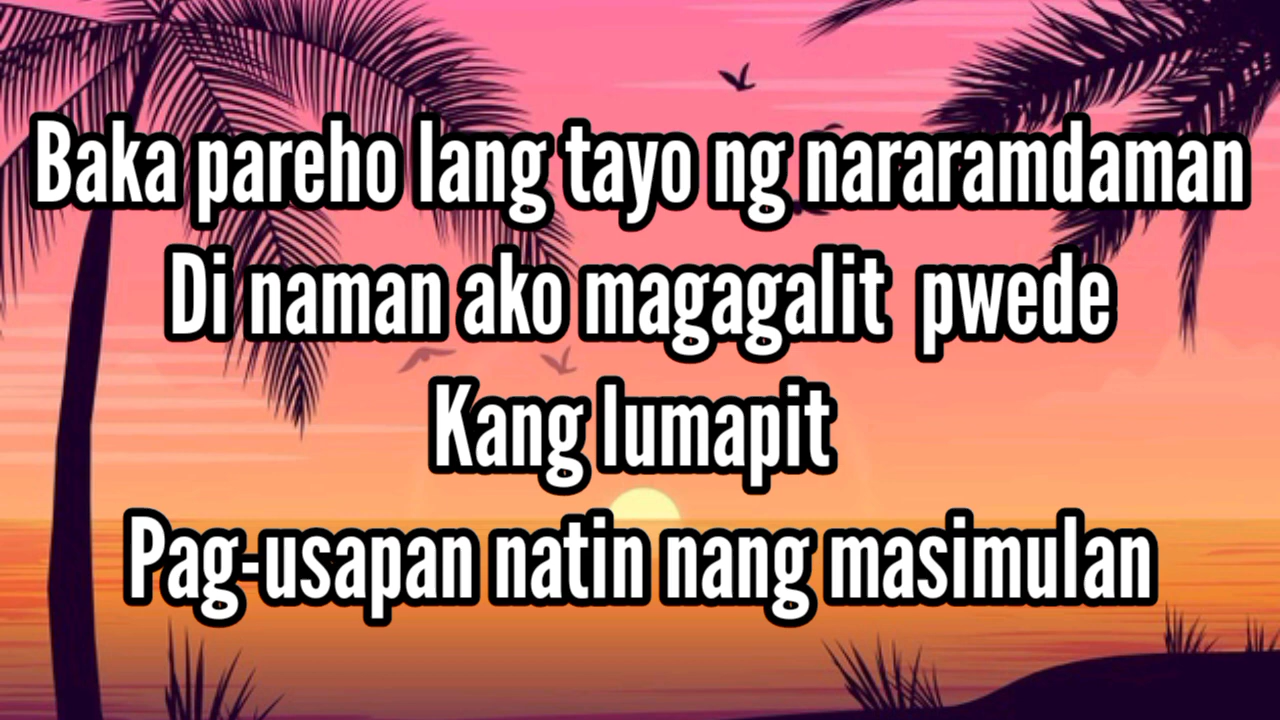 Baka pareho lang tayo ng nararamdaman
Di naman ako magagalit  pwede
Kang lumapit
Pag-usapan natin nang masimulan